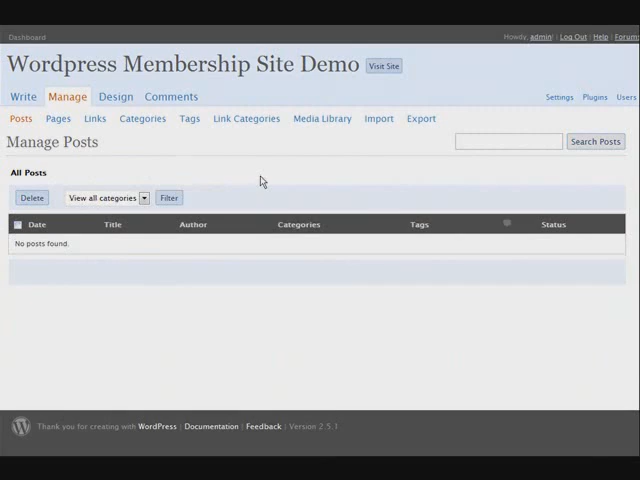 Dashboard
Howdy, admin! | Log Out | Help | Forums
Wordpress Membership Site Demo
Visit Site
Write Manage Design Comments
Settings Plugins Users
Posts Pages Links Categories Tags Link Categories Media Library Import Export
Manage Posts
Search Posts
All Posts
Delete View all categories Filter
Date Title Author Categories Tags Status
No posts found.
Thank you for creating with WordPress | Documentation | Feedback | Version 2.5.1